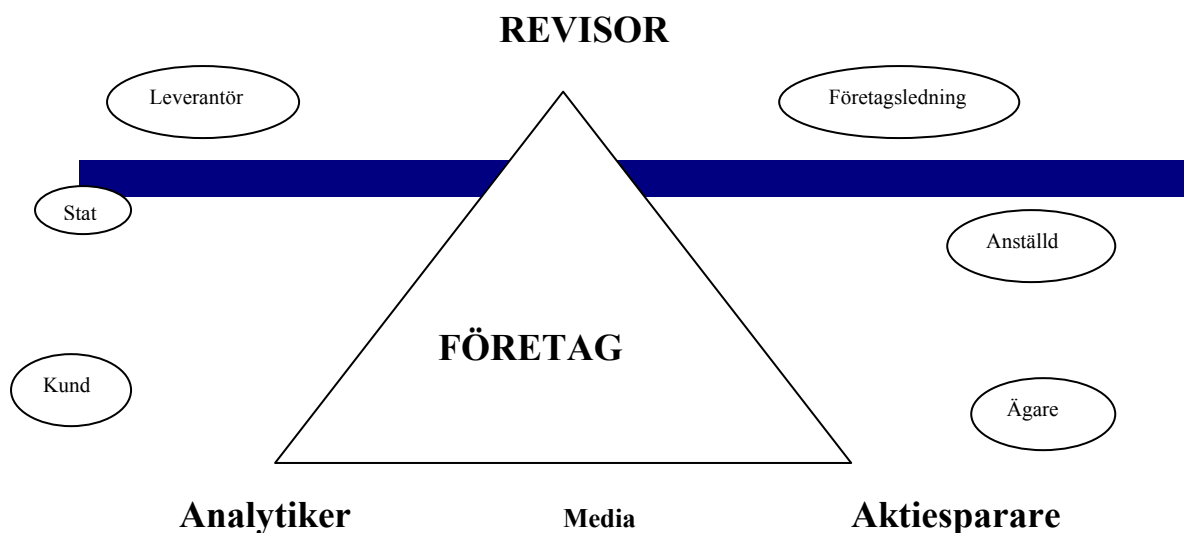 REVISOR
Leverantör
Företagsledning
Stat
Anställd
FÖRETAG
Kund
Ägare
Analytiker
Media
Aktiesparare